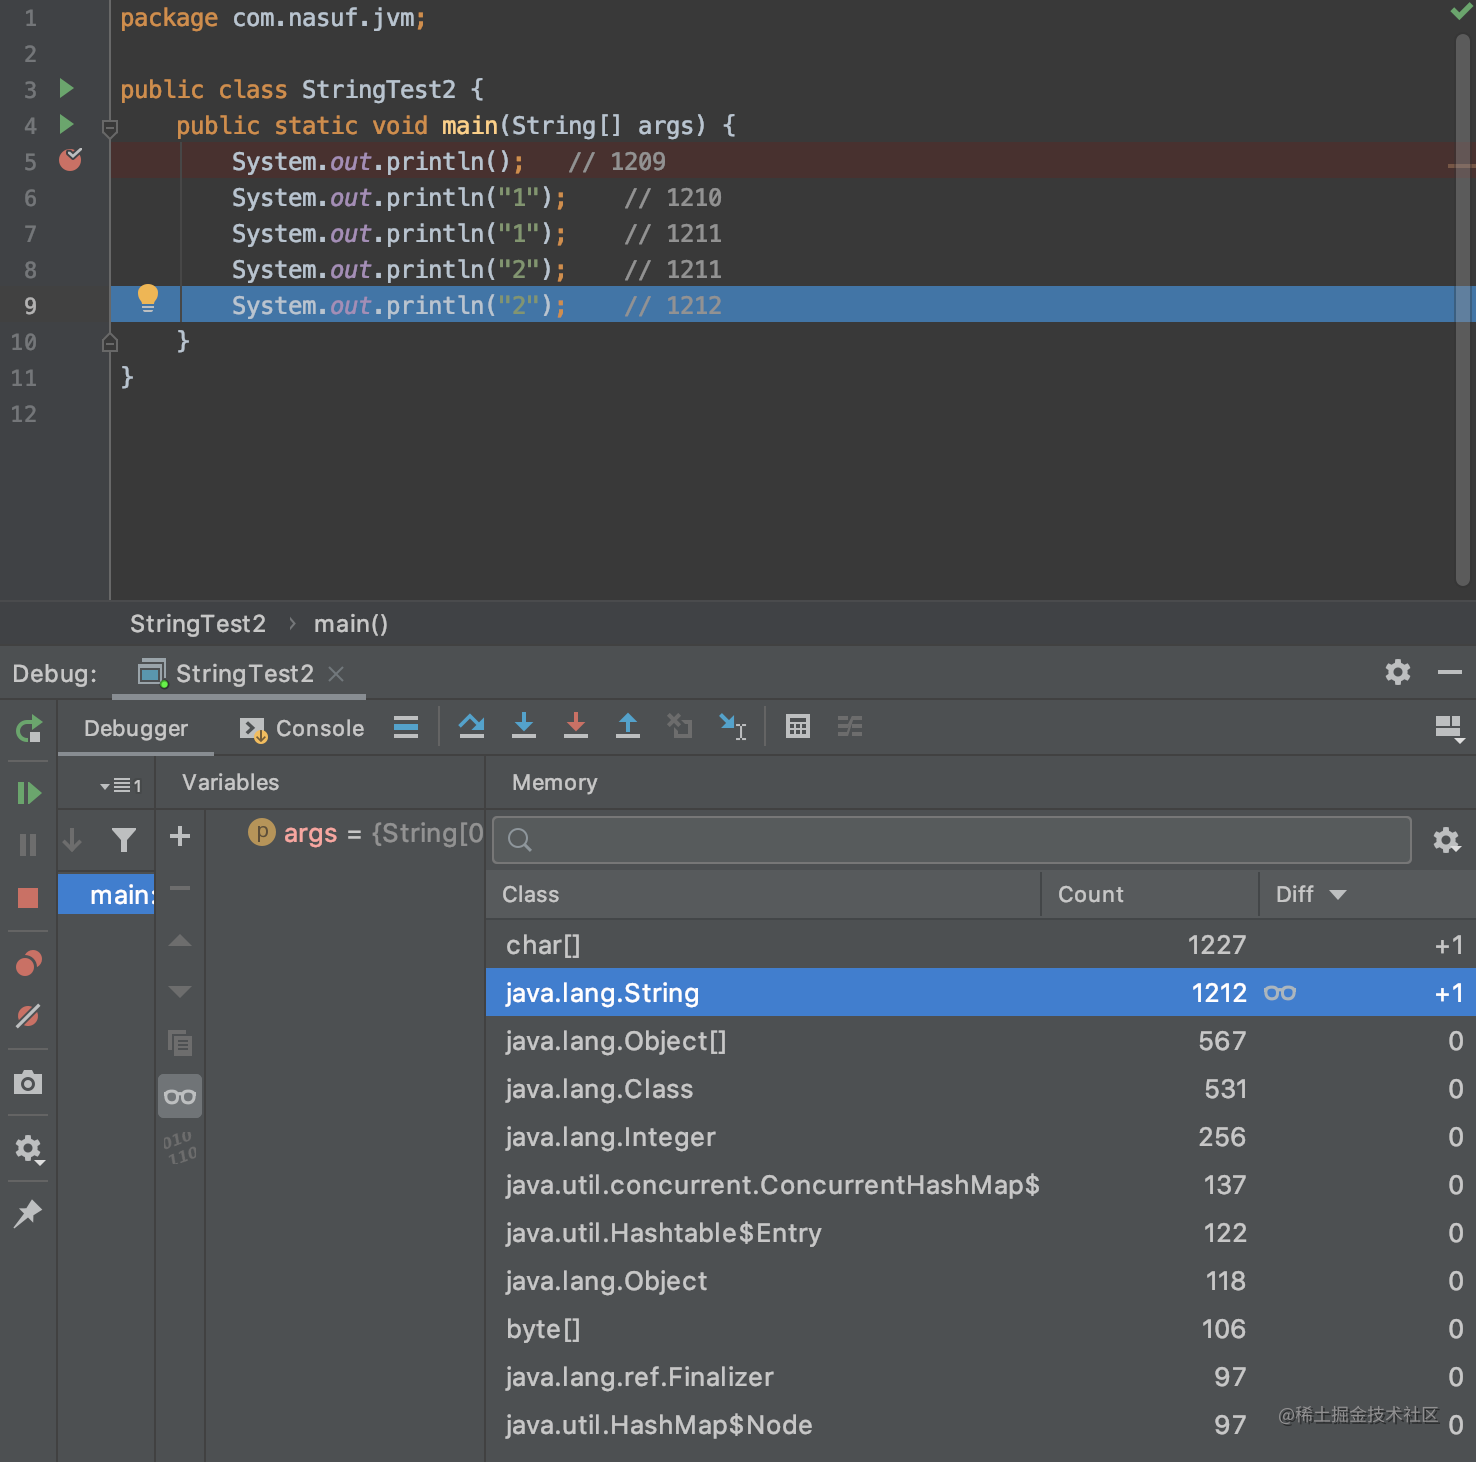 1 package com.nasuf.jvm;
2
3 public class StringTest2 {
4 public static void main(String[] args) {
5 System.out.println(); // 1209
6 System.out.println("1"); // 1210
7 System.out.println("1"); // 1211
8 System.out.println("2"); // 1211
9 System.out.println("2"); // 1212
10 }
11 }
12
StringTest2 › main()
Debug: StringTest2
Debugger Console
1 Variables Memory
p args = {String[0
main:
Class Count Diff
char[] 1227 +1
java.lang.String 1212 +1
java.lang.Object[] 567 0
java.lang.Class 531 0
java.lang.Integer 256 0
java.util.concurrent.ConcurrentHashMap$ 137 0
java.util.Hashtable$Entry 122 0
java.lang.Object 118 0
byte[] 106 0
java.lang.ref.Finalizer 97 0
java.util.HashMap$Node 97 0
010
110
@稀土掘金技术社区